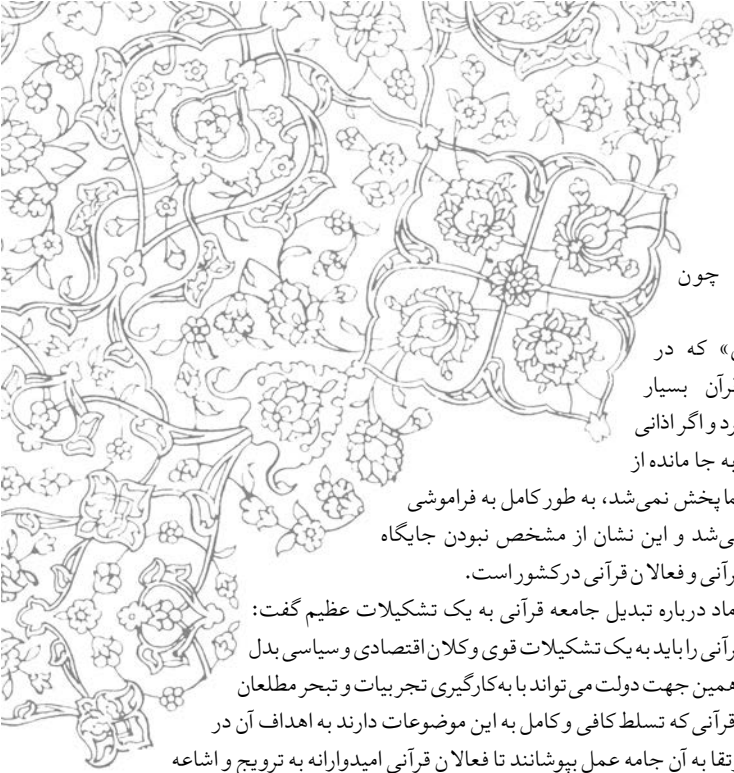 چون
» که در
بسیار
رد و اگر اذانی
به جا مانده از
ما پخش نمی‌شد، به طور کامل به فراموشی
می‌شد و این نشان از مشخص نبودن جایگاه
رآنی و فعالان قرآنی در کشور است.
ماد درباره تبدیل جامعه قرآنی به یک تشکیلات عظیم گفت:
رآنی را باید به یک تشکیلات قوی و کلان اقتصادی و سیاسی بدل
همین جهت دولت می‌تواند با به‌کارگیری تجربیات و تبحر مطلعان
قرآنی که تسلط کافی و کامل به این موضوعات دارند به اهداف آن در
رتقا به آن جامه عمل بپوشانند تا فعالان قرآنی امیدوارانه به ترویج و اشاعه